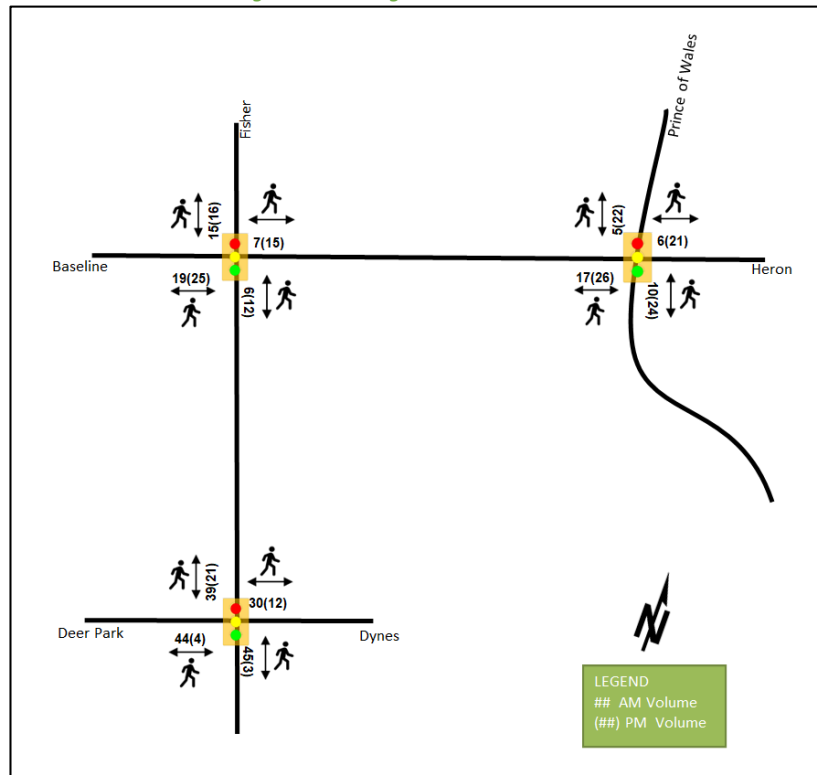 Fisher
Prince of Wales
15(16)
7(15)
5(22)
6(21)
Baseline
Heron
19(25)
6(12)
17(26)
10(24)
39(21)
30(12)
Deer Park
Dynes
44(4)
45(3)
N
LEGEND
## AM Volume
(##) PM Volume